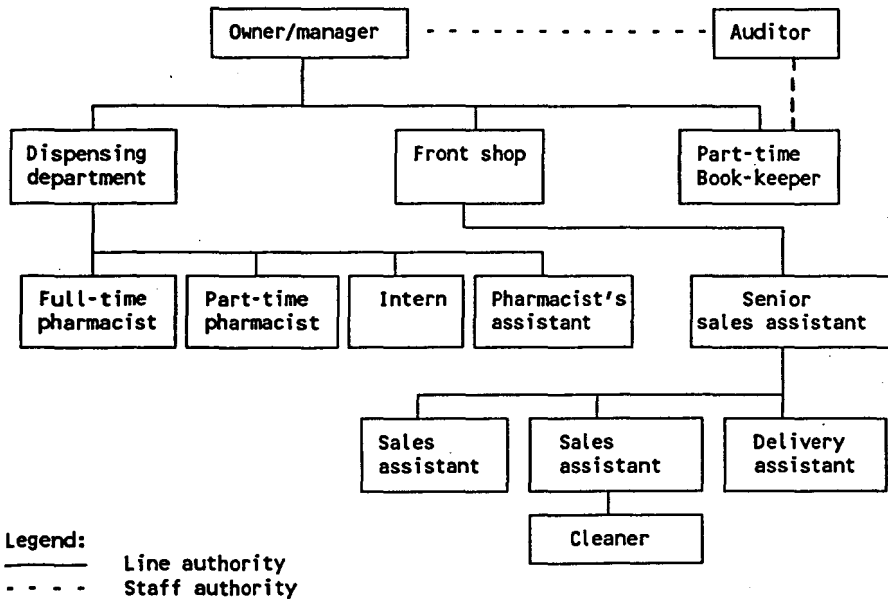 Owner/manager
Auditor
Dispensing
department
Front shop
Part-time
Book-keeper
Full-time
pharmacist
Part-time
pharmacist
Intern
Pharmacist's
assistant
Senior
sales assistant
Sales
assistant
Sales
assistant
Delivery
assistant
Cleaner
Legend:
Line authority
Staff authority